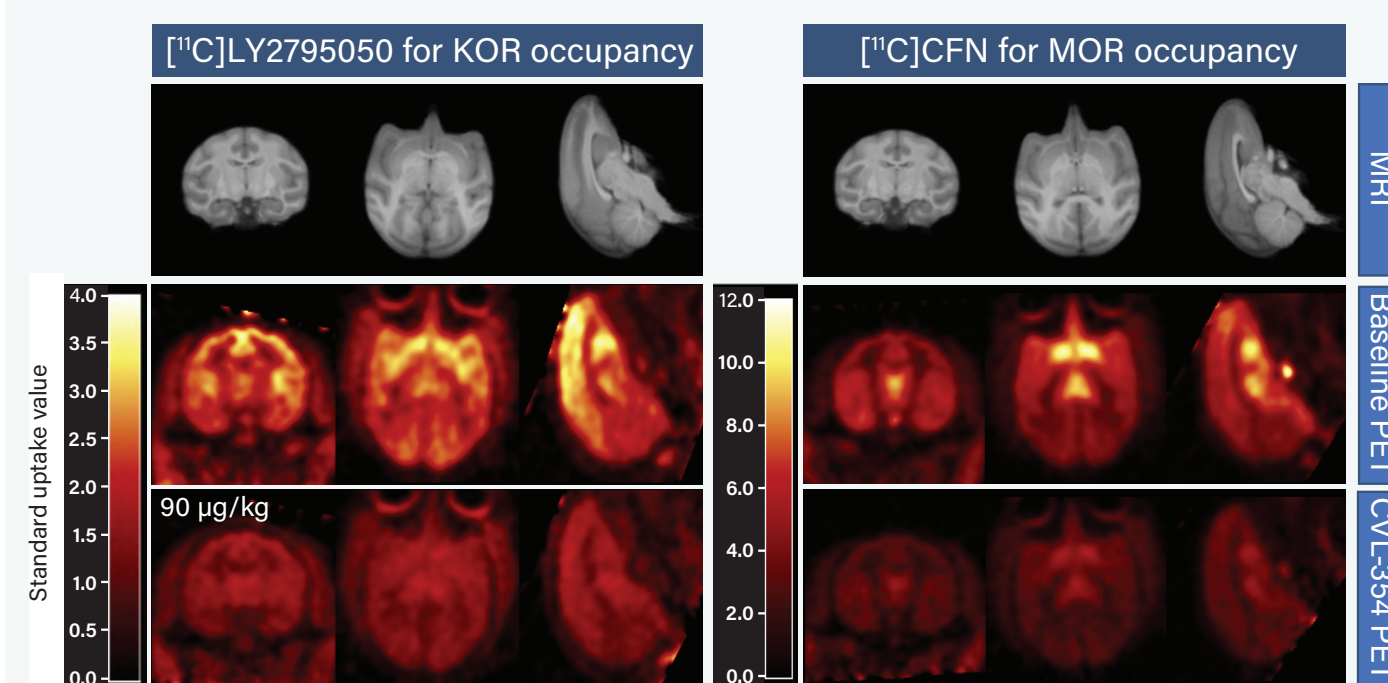 [¹¹C]LY2795050 for KOR occupancy
[¹¹C]CFN for MOR occupancy
MRI
Standard uptake value
4.0
3.5
3.0
2.5
2.0
1.5
1.0
0.5
0.0
12.0
10.0
8.0
6.0
4.0
2.0
0.0
Baseline PET
90 µg/kg
CVL-354 PET